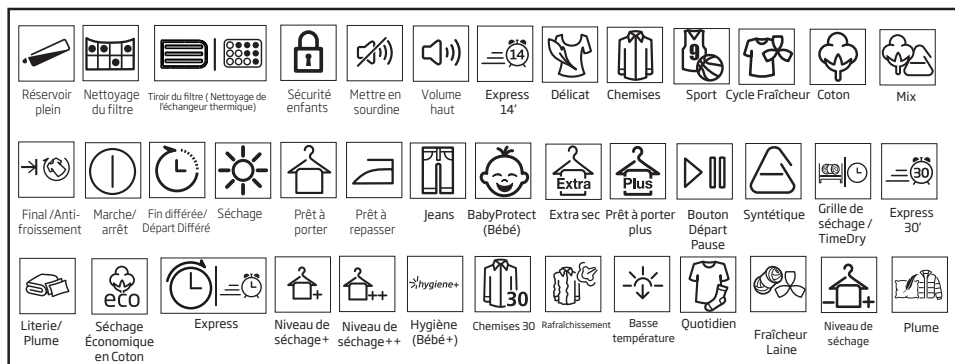 14
9
Réservoir plein
Nettoyage du filtre
Tiroir du filtre ( Nettoyage de l'échangeur thermique)
Sécurité enfants
Mettre en sourdine
Volume haut
Express 14’
Délicat
Chemises
Sport
Cycle Fraîcheur
Coton
Mix
Extra
Plus
30
Final /Anti-froissement
Marche/ arrêt
Fin différée/ Départ Différé
Séchage
Prêt à porter
Prêt à repasser
Jeans
BabyProtect (Bébé)
Extra sec
Prêt à porter plus
Bouton Départ Pause
Syntétique
Grille de séchage / TimeDry
Express 30’
eco
+
++
hygiene+
30
- +
Literie/ Plume
Séchage Économique en Coton
Express
Niveau de séchage+
Niveau de séchage++
Hygiène (Bébé+)
Chemises 30
Rafraîchissement
Basse température
Quotidien
Fraîcheur Laine
Niveau de séchage
Plume